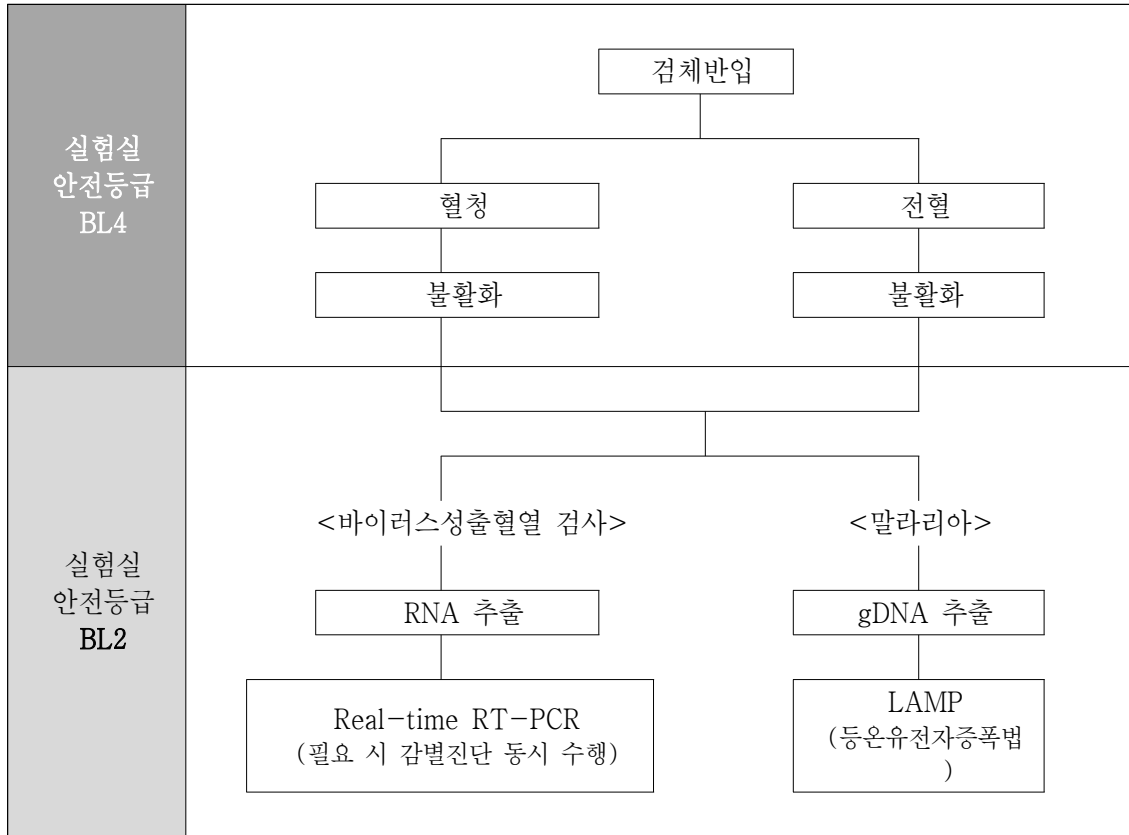 실험실
안전등급
BL4
검체반입
혈청
전혈
불활화
불활화
실험실
안전등급
BL2
<바이러스성출혈열 검사>
<말라리아>
RNA 추출
gDNA 추출
Real-time RT-PCR
(필요 시 감별진단 동시 수행)
LAMP
(등온유전자증폭법
)